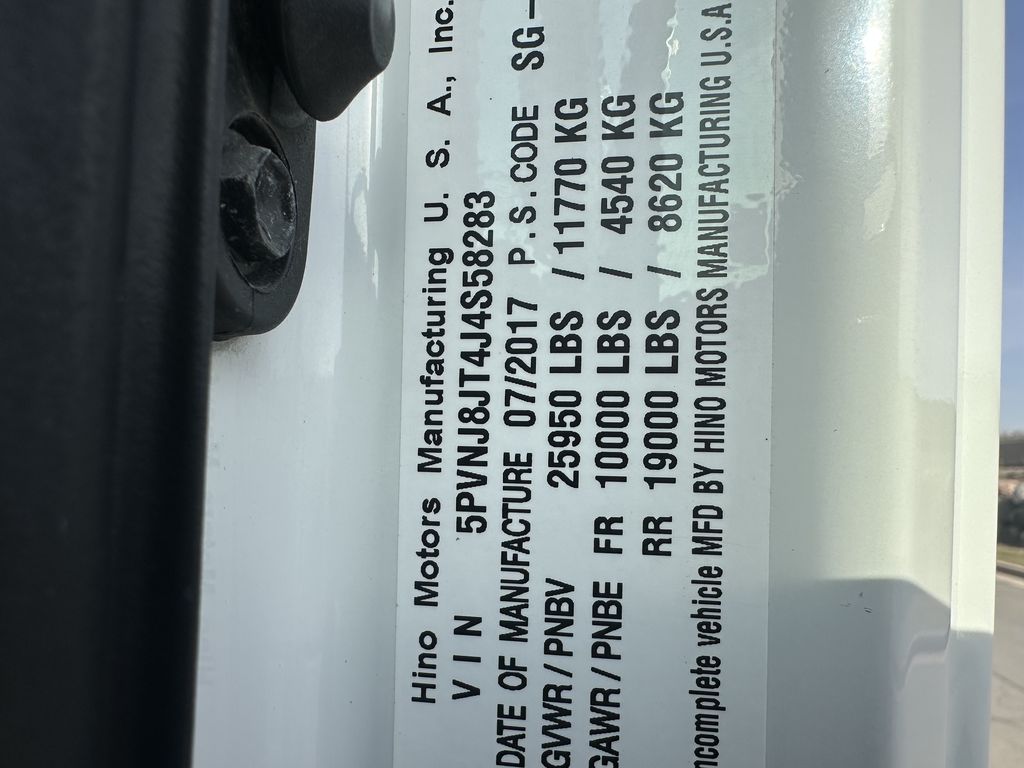 Hino Motors Manufacturing U. S. A., Inc.
VIN 5PVNJ8JT4J4S58283
DATE OF MANUFACTURE 07/2017 P.S.CODE SG-
GVWR/PNBV 25950 LBS / 11770 KG
GAWR/PNBE FR 10000 LBS / 4540 KG
RR 19000 LBS / 8620 KG
ncomplete vehicle MFD BY HINO MOTORS MANUFACTURING U.S.A